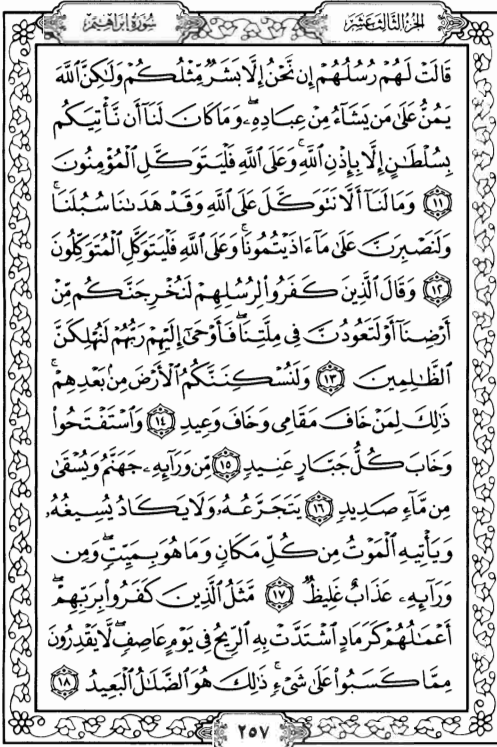 الجزء الثالث عشر
سورة إبراهيم
قَالَتْ لَهُمْ رُسُلُهُمْ إِن نَّحْنُ إِلَّا بَشَرٌ مِّثْلُكُمْ وَلَٰكِنَّ ٱللَّهَ
يَمُنُّ عَلَىٰ مَن يَشَآءُ مِنْ عِبَادِهِۦ ۖ وَمَا كَانَ لَنَآ أَن نَّأْتِيَكُم
بِسُلْطَٰنٍ إِلَّا بِإِذْنِ ٱللَّهِ ۚ وَعَلَى ٱللَّهِ فَلْيَتَوَكَّلِ ٱلْمُؤْمِنُونَ
﴿١١﴾ وَمَا لَنَآ أَلَّا نَتَوَكَّلَ عَلَى ٱللَّهِ وَقَدْ هَدَىٰنَا سُبُلَنَا ۚ
وَلَنَصْبِرَنَّ عَلَىٰ مَآ ءَاذَيْتُمُونَا ۚ وَعَلَى ٱللَّهِ فَلْيَتَوَكَّلِ ٱلْمُتَوَكِّلُونَ
﴿١٢﴾ وَقَالَ ٱلَّذِينَ كَفَرُوا۟ لِرُسُلِهِمْ لَنُخْرِجَنَّكُم مِّنْ
أَرْضِنَآ أَوْ لَتَعُودُنَّ فِى مِلَّتِنَا ۖ فَأَوْحَىٰٓ إِلَيْهِمْ رَبُّهُمْ لَنُهْلِكَنَّ
ٱلظَّٰلِمِينَ ﴿١٣﴾ وَلَنُسْكِنَنَّكُمُ ٱلْأَرْضَ مِنۢ بَعْدِهِمْ ۚ
ذَٰلِكَ لِمَنْ خَافَ مَقَامِى وَخَافَ وَعِيدِ ﴿١٤﴾ وَٱسْتَفْتَحُوا۟
وَخَابَ كُلُّ جَبَّارٍ عَنِيدٍ ﴿١٥﴾ مِّن وَرَآئِهِۦ جَهَنَّمُ وَيُسْقَىٰ
مِن مَّآءٍ صَدِيدٍ ﴿١٦﴾ يَتَجَرَّعُهُۥ وَلَا يَكَادُ يُسِيغُهُۥ
وَيَأْتِيهِ ٱلْمَوْتُ مِن كُلِّ مَكَانٍ وَمَا هُوَ بِمَيِّتٍ ۖ وَمِن
وَرَآئِهِۦ عَذَابٌ غَلِيظٌ ﴿١٧﴾ مَّثَلُ ٱلَّذِينَ كَفَرُوا۟ بِرَبِّهِمْ ۖ
أَعْمَٰلُهُمْ كَرَمَادٍ ٱشْتَدَّتْ بِهِ ٱلرِّيحُ فِى يَوْمٍ عَاصِفٍ ۖ لَّا يَقْدِرُونَ
مِمَّا كَسَبُوا۟ عَلَىٰ شَىْءٍ ۚ ذَٰلِكَ هُوَ ٱلضَّلَٰلُ ٱلْبَعِيدُ ﴿١٨﴾
٢٥٧